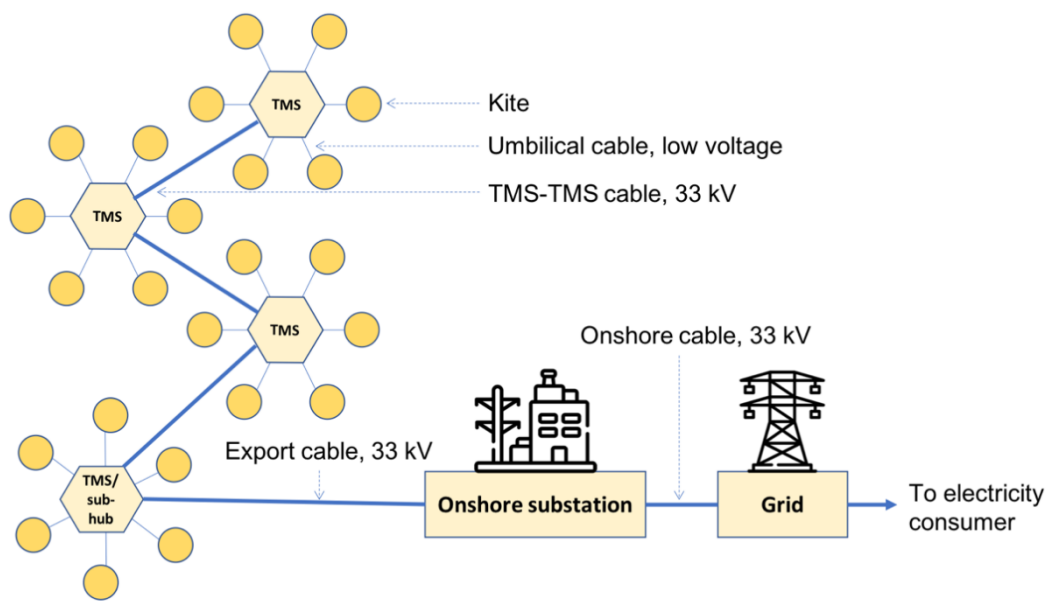 TMS
Kite
Umbilical cable, low voltage
TMS-TMS cable, 33 kV
TMS
TMS
Onshore cable, 33 kV
Export cable, 33 kV
TMS/
sub-
hub
Onshore substation
Grid
To electricity
consumer